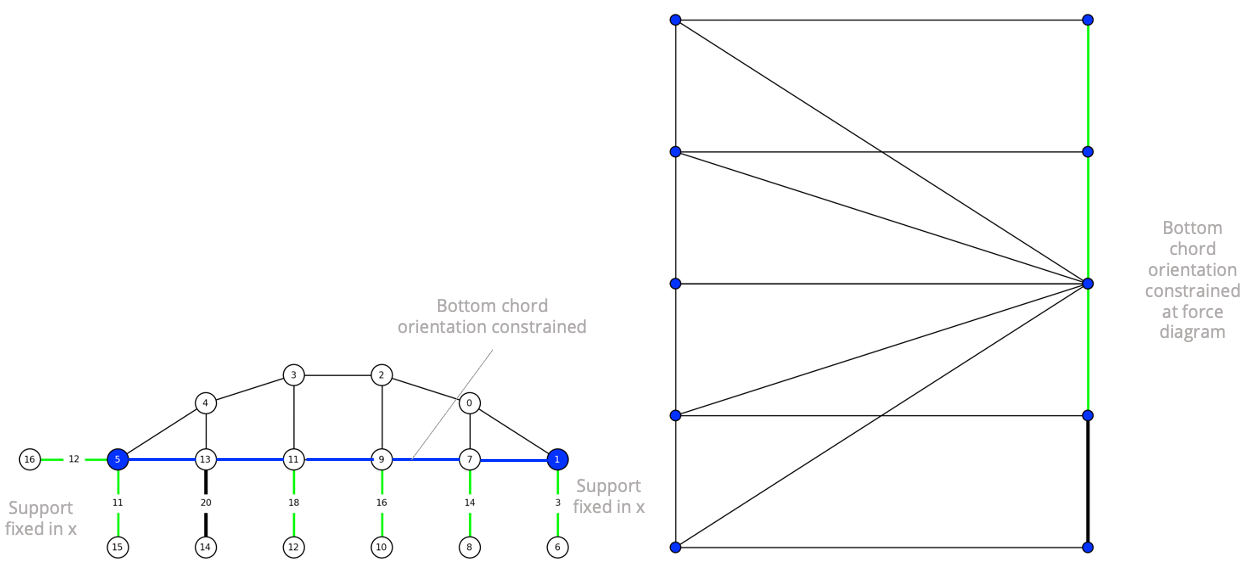 Bottom chord
orientation constrained
Bottom
chord
orientation
constrained
at force
diagram
3 2
4 0
16 12 5 13 11 9 7 1
Support
fixed in x
11 20 18 16 14 3
Support
fixed in x
15 14 12 10 8 6